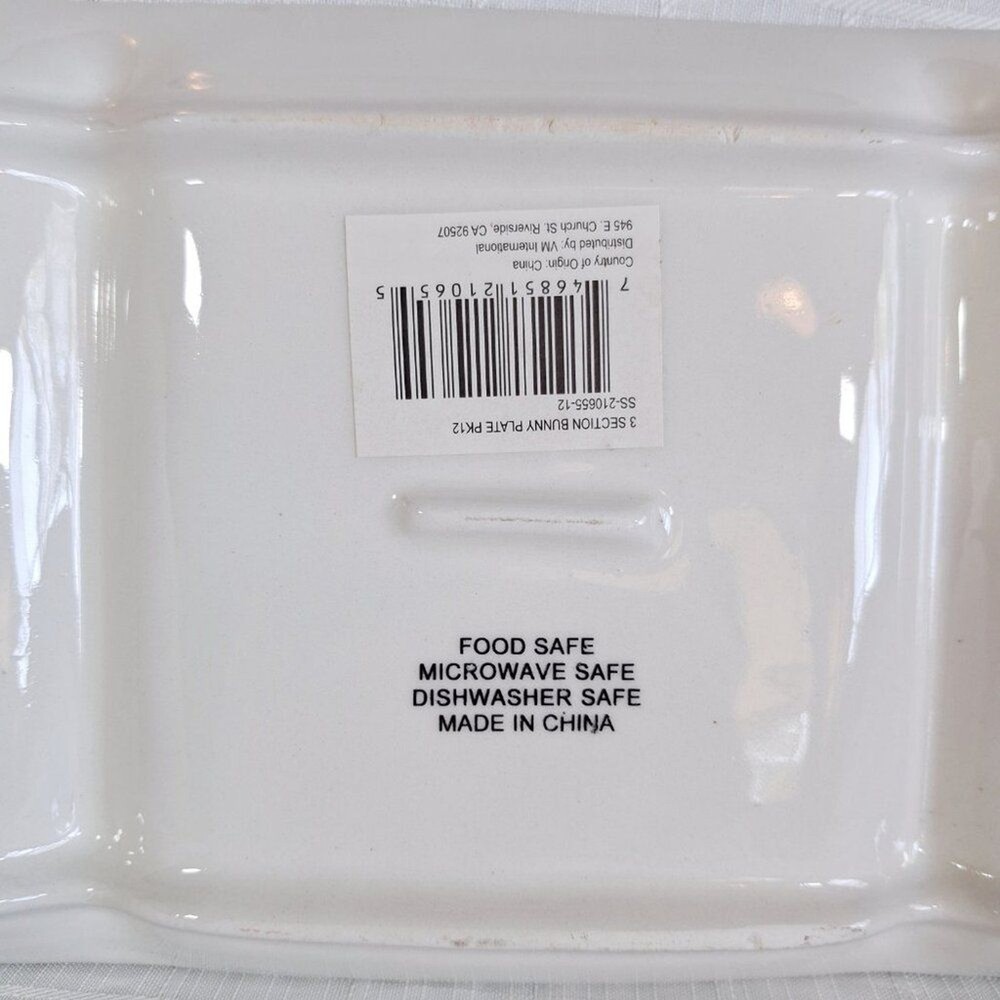 3 SECTION BUNNY PLATE PK12
SS-210655-12
7 46851 21065 5
Country of Origin: China
Distributed by: VM International
945 E. Church St. Riverside, CA 92507
FOOD SAFE
MICROWAVE SAFE
DISHWASHER SAFE
MADE IN CHINA